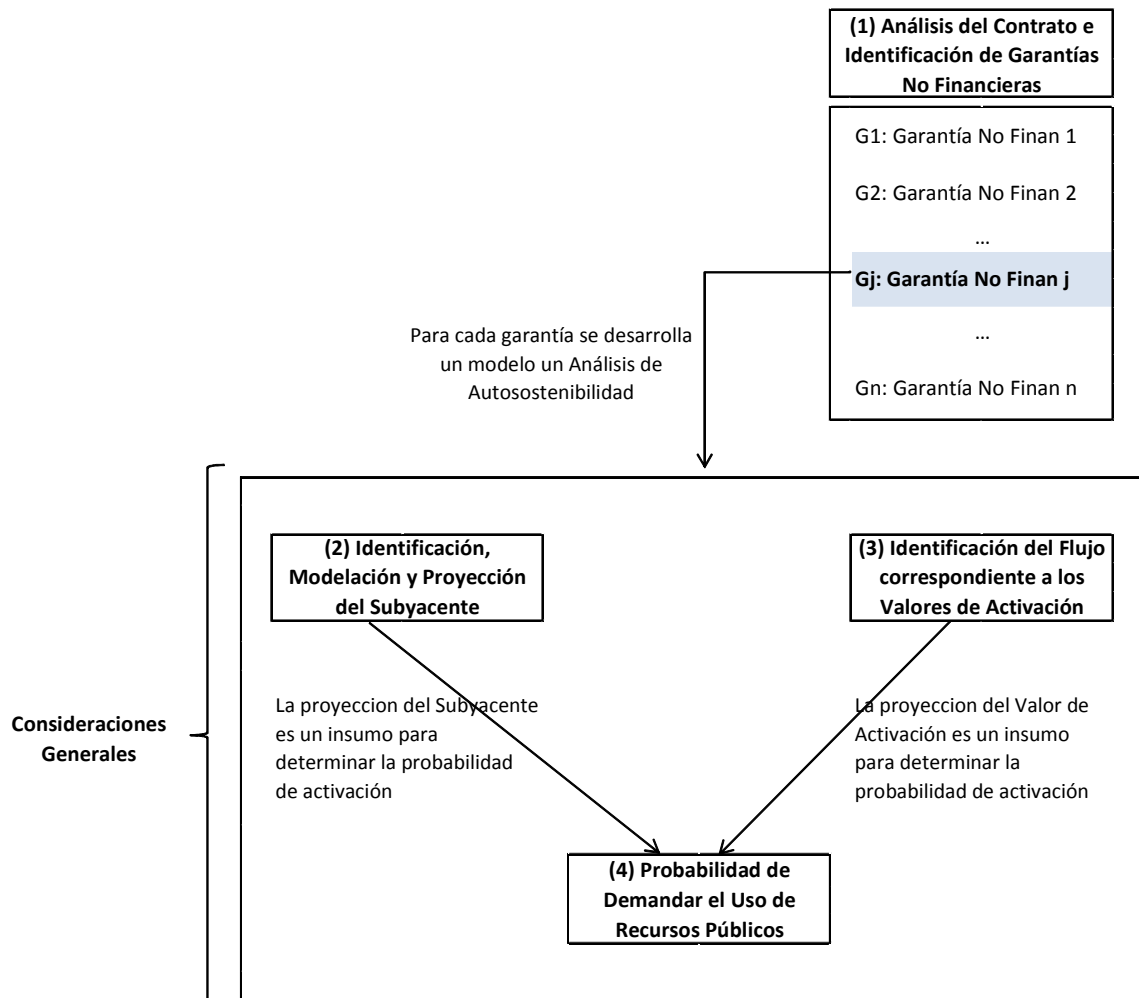 (1) Análisis del Contrato e
Identificación de Garantías
No Financieras
G1: Garantía No Finan 1
G2: Garantía No Finan 2
...
Gj: Garantía No Finan j
...
Gn: Garantía No Finan n
Para cada garantía se desarrolla
un modelo un Análisis de
Autosostenibilidad
Consideraciones
Generales
(2) Identificación,
Modelación y Proyección
del Subyacente
(3) Identificación del Flujo
correspondiente a los
Valores de Activación
La proyeccion del Subyacente
es un insumo para
determinar la probabilidad
de activación
La proyeccion del Valor de
Activación es un insumo
para determinar la
probabilidad de activación
(4) Probabilidad de
Demandar el Uso de
Recursos Públicos